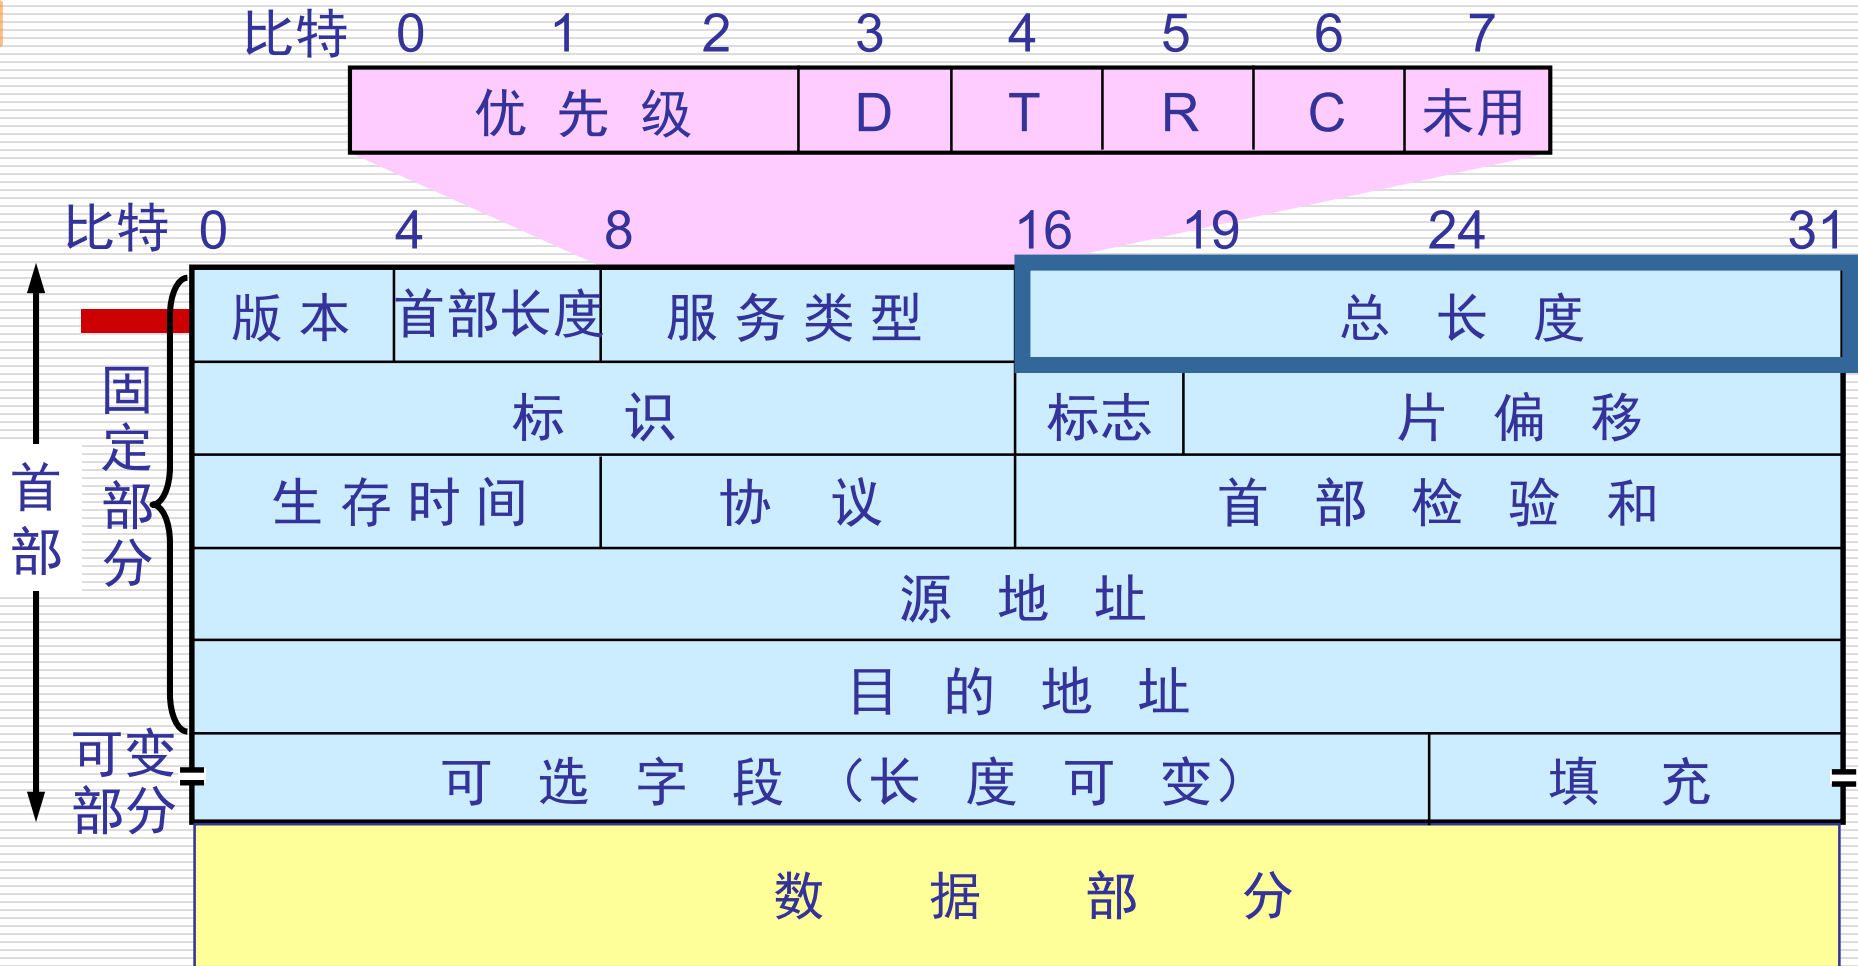 比特 0 1 2 3 4 5 6 7
优先级 D T R C 未用
比特 0 4 8 16 19 24 31
版本 首部长度 服务类型 总长度
标识 标志 片偏移
生存时间 协议 首部检验和
源地址
目的地址
可选字段（长度可变） 填充
数据部分
首部
固定部分
可变
部分